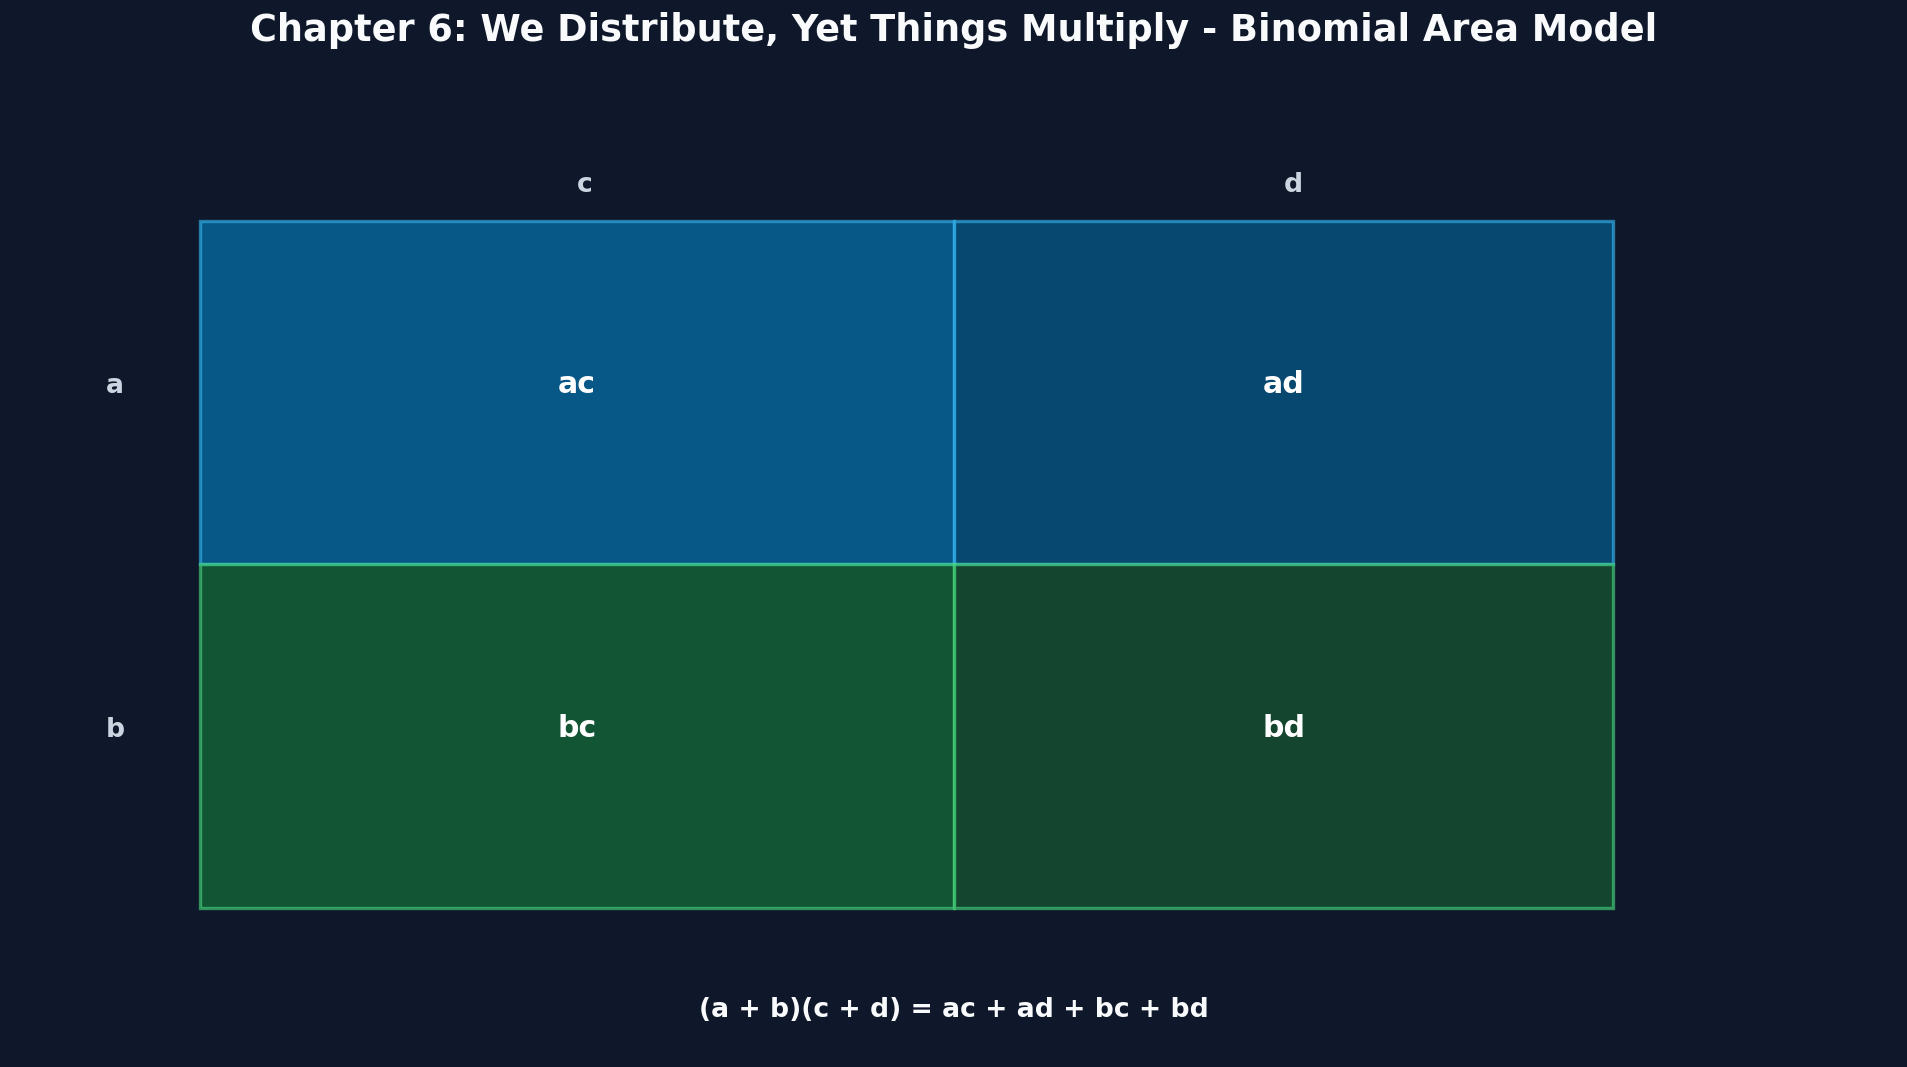 Chapter 6: We Distribute, Yet Things Multiply - Binomial Area Model
c d
a ac ad
b bc bd
(a + b)(c + d) = ac + ad + bc + bd